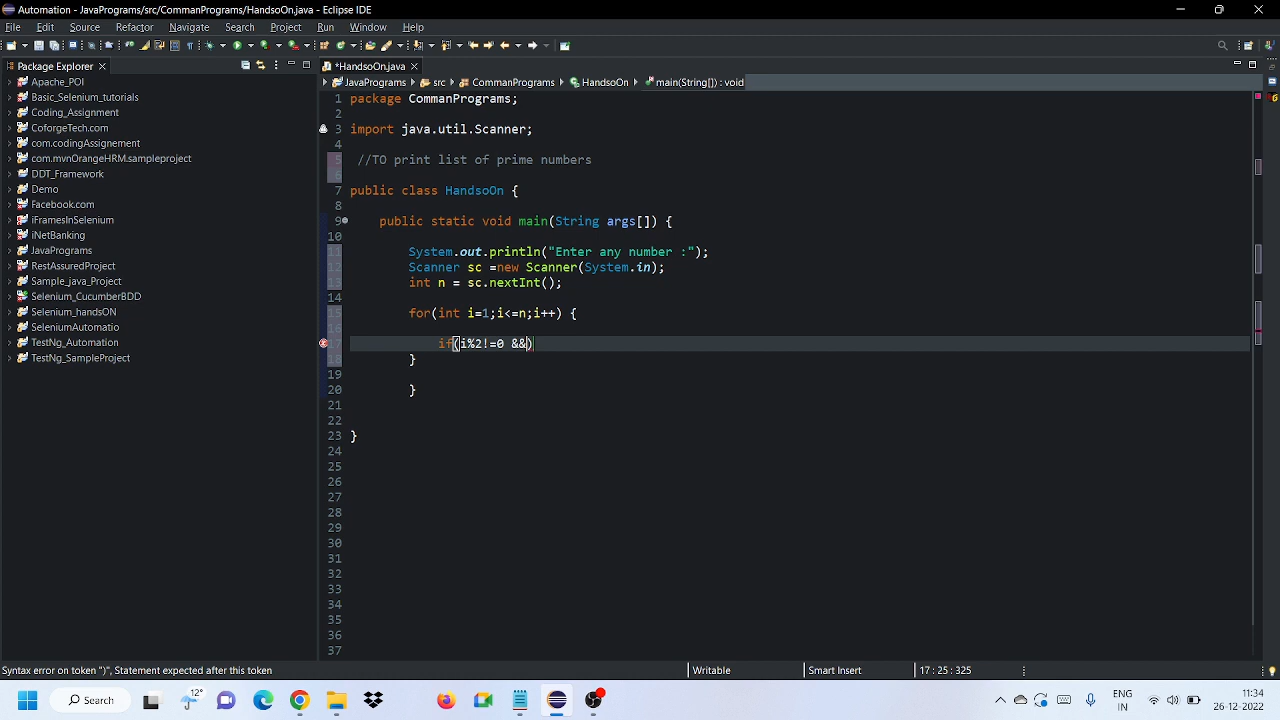 Automation - JavaPrograms/src/CommanPrograms/HandsoOn.java - Eclipse IDE
File Edit Source Refactor Navigate Search Project Run Window Help
Package Explorer
*HandsoOn.java
JavaPrograms src CommanPrograms HandsoOn main(String[]) : void
Apache_POI
Basic_Selenium_tutorials
Coding_Assignment
CoforgeTech.com
com.codingAssignement
com.mvnOrangeHRM.sampleproject
DDT_Framework
Demo
Facebook.com
iFramesInSelenium
iNetBanking
JavaPrograms
RestAssuredProject
Sample_java_Project
Selenium_CucumberBDD
Selenium_handsON
SeleniumAutomatio
TestNg_Automation
TestNg_SampleProject
1 package CommanPrograms;
2
3 import java.util.Scanner;
4
5 //TO print list of prime numbers
6
7 public class HandsoOn {
8
9 public static void main(String args[]) {
10
11 System.out.println("Enter any number :");
12 Scanner sc =new Scanner(System.in);
13 int n = sc.nextInt();
14
15 for(int i=1;i<=n;i++) {
16
17 if(i%2!=0 &&)
18 }
19
20 }
21
22
23 }
24
25
26
27
28
29
30
31
32
33
34
35
36
37
Syntax error on token ")", Statement expected after this token
Writable
Smart Insert
17 : 25 : 325
Search
12°
ENG
IN
11:34
26-12-2022